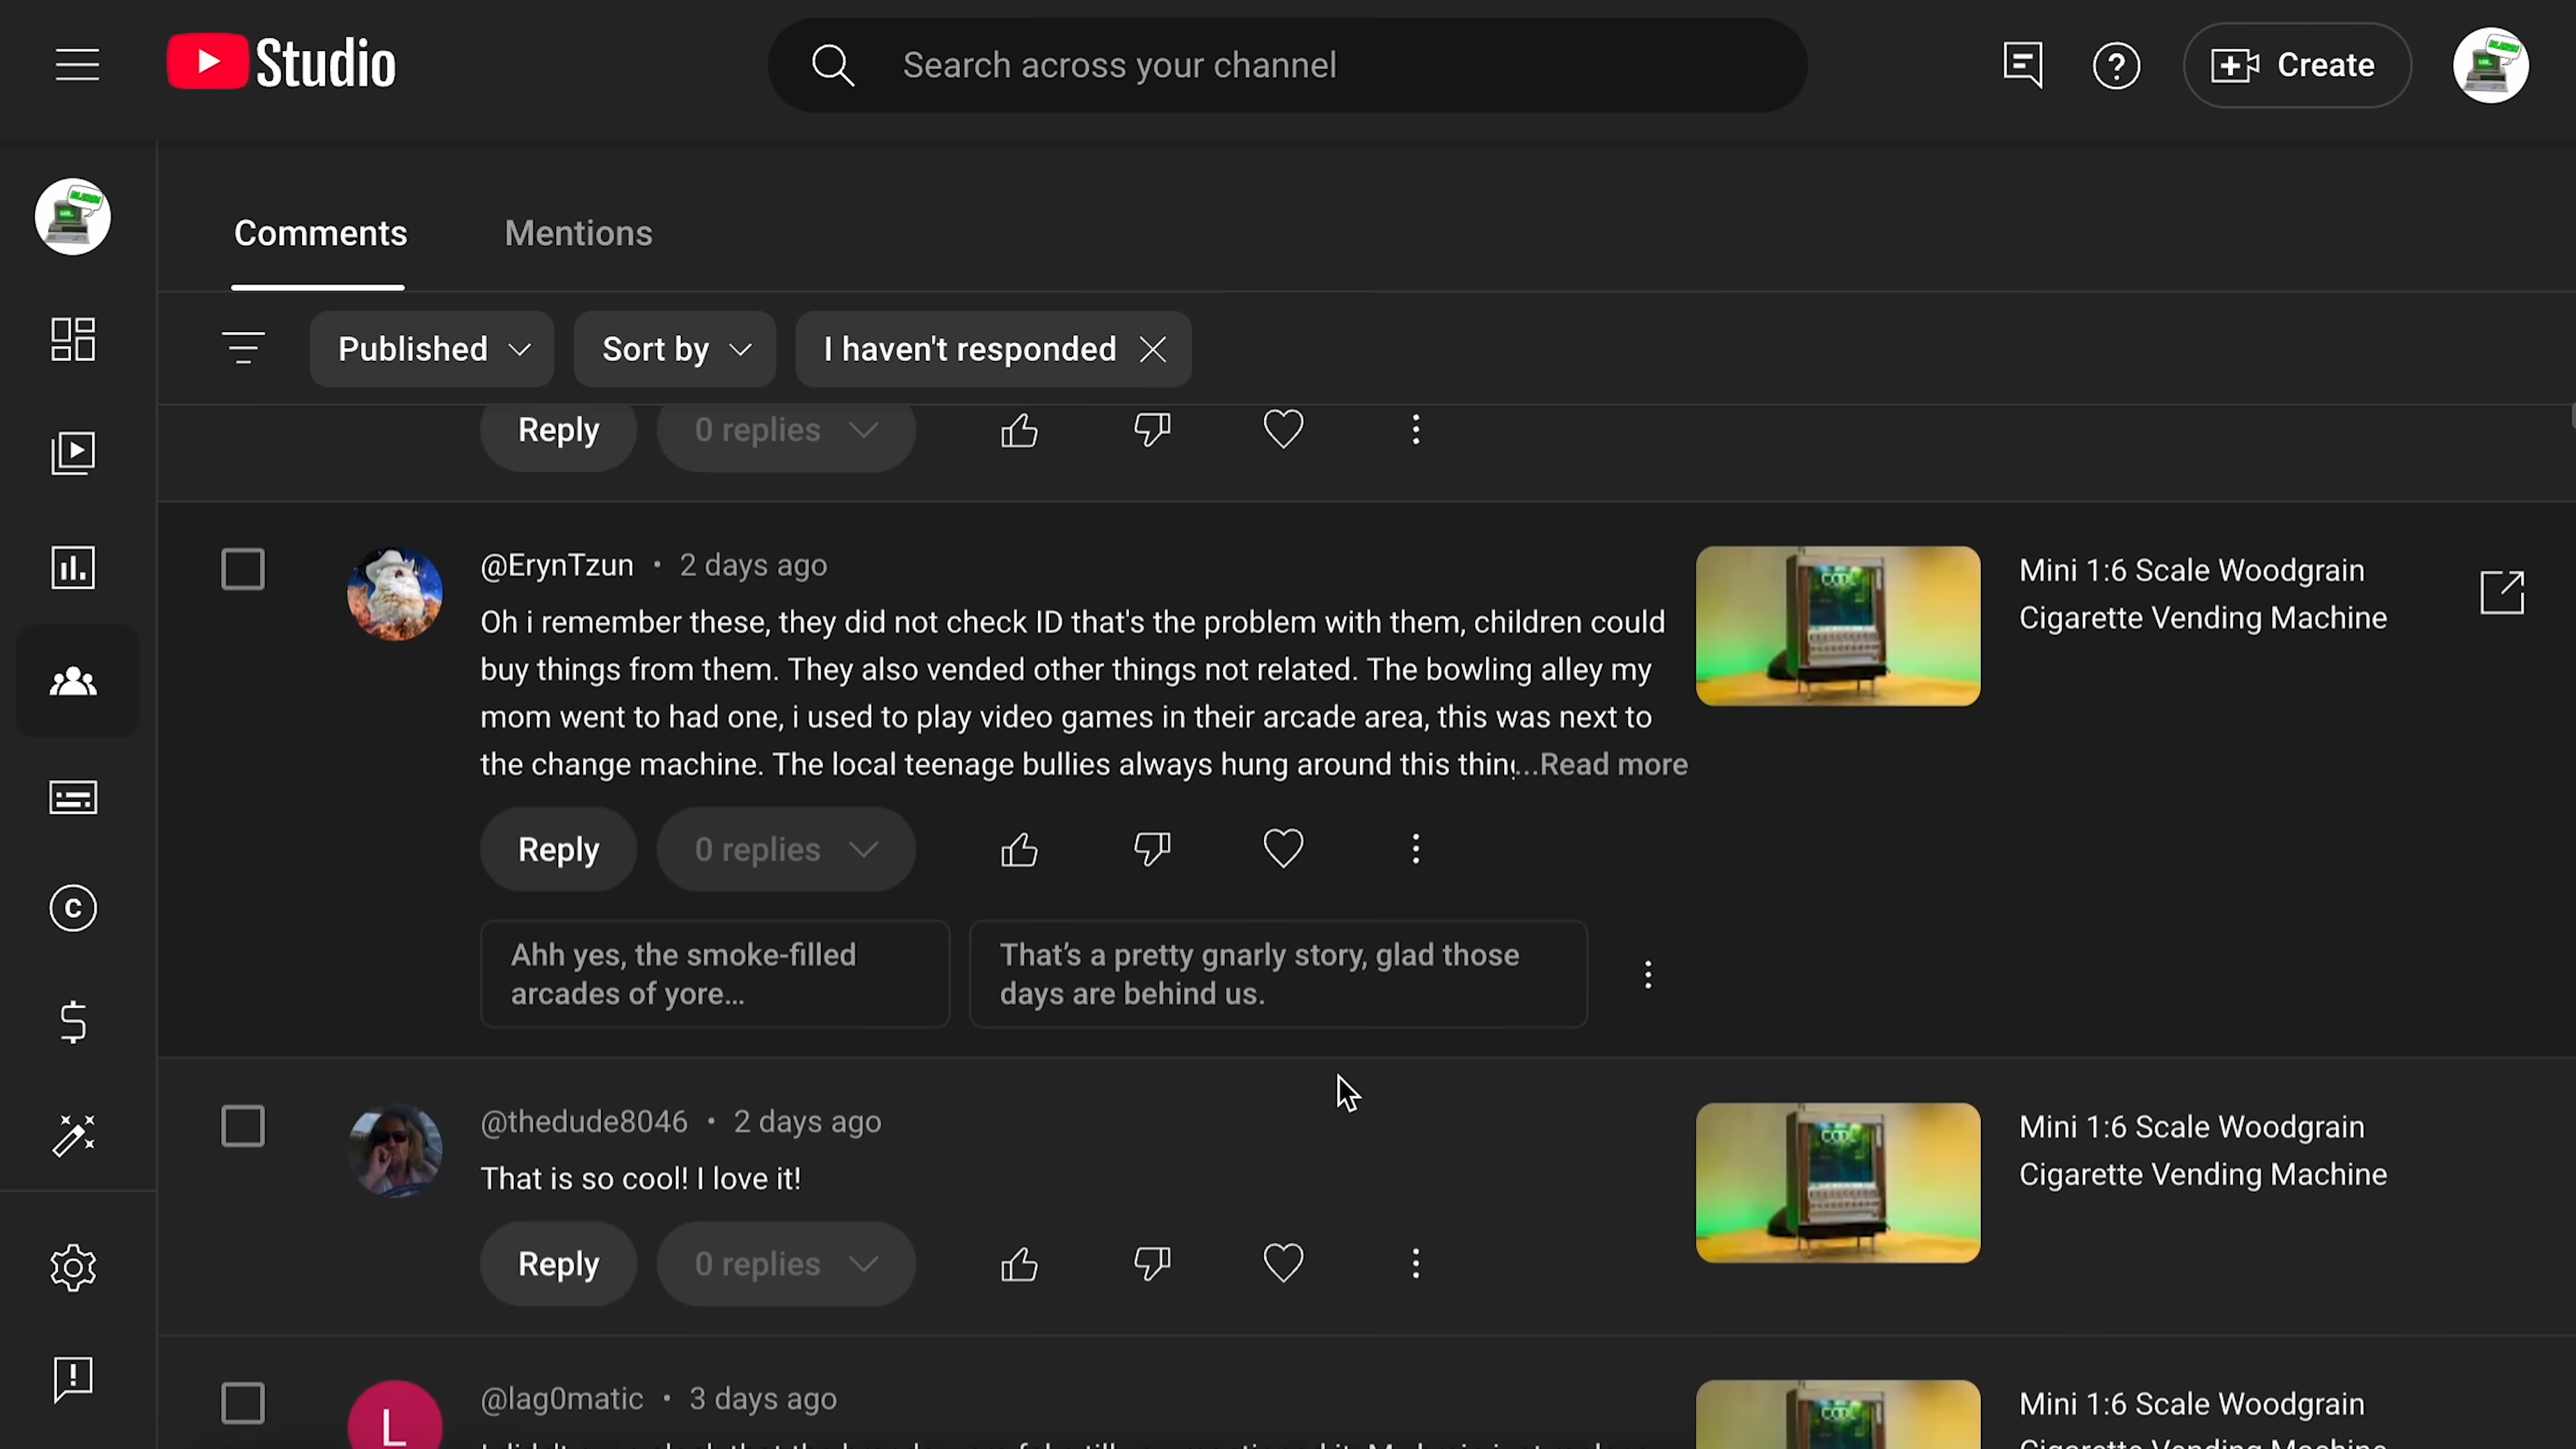 Studio
Search across your channel
Create
Comments
Mentions
Published
Sort by
I haven't responded
Reply
0 replies
@ErynTzun • 2 days ago
Oh i remember these, they did not check ID that's the problem with them, children could
buy things from them. They also vended other things not related. The bowling alley my
mom went to had one, i used to play video games in their arcade area, this was next to
the change machine. The local teenage bullies always hung around this thing...Read more
Mini 1:6 Scale Woodgrain
Cigarette Vending Machine
Reply
0 replies
Ahh yes, the smoke-filled
arcades of yore...
That's a pretty gnarly story, glad those
days are behind us.
@thedude8046 • 2 days ago
That is so cool! I love it!
Mini 1:6 Scale Woodgrain
Cigarette Vending Machine
Reply
0 replies
L
@lag0matic • 3 days ago
Mini 1:6 Scale Woodgrain
Cigarette Vending Machine